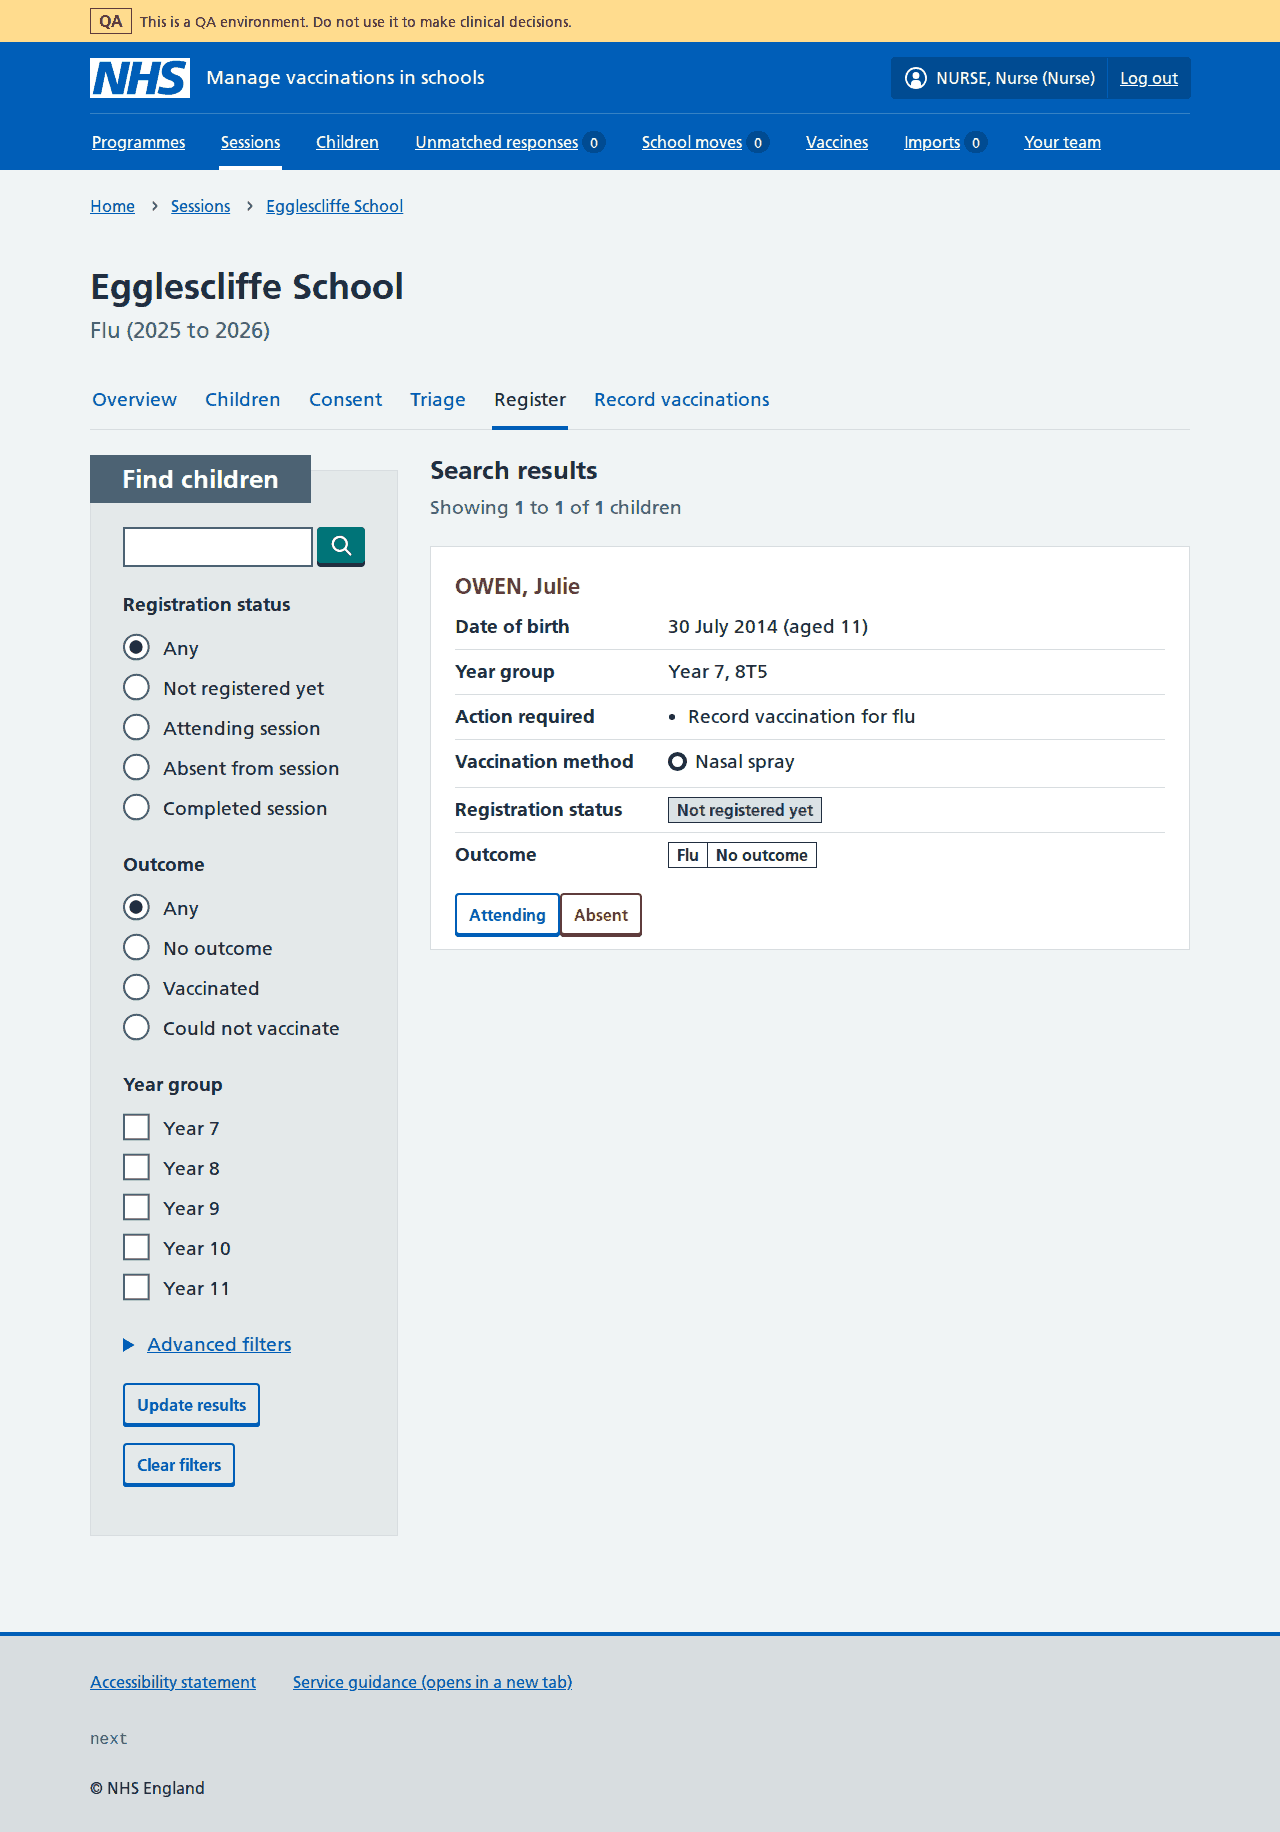 QA This is a QA environment. Do not use it to make clinical decisions.
NHS Manage vaccinations in schools NURSE, Nurse (Nurse) Log out
Programmes Sessions Children Unmatched responses 0 School moves 0 Vaccines Imports 0 Your team
Home Sessions Egglescliffe School
Egglescliffe School
Flu (2025 to 2026)
Overview Children Consent Triage Register Record vaccinations
Find children
Registration status
Any
Not registered yet
Attending session
Absent from session
Completed session
Outcome
Any
No outcome
Vaccinated
Could not vaccinate
Year group
Year 7
Year 8
Year 9
Year 10
Year 11
Advanced filters
Update results
Clear filters
Search results
Showing 1 to 1 of 1 children
OWEN, Julie
Date of birth 30 July 2014 (aged 11)
Year group Year 7, 8T5
Action required • Record vaccination for flu
Vaccination method Nasal spray
Registration status Not registered yet
Outcome Flu No outcome
Attending Absent
Accessibility statement Service guidance (opens in a new tab)
next
© NHS England